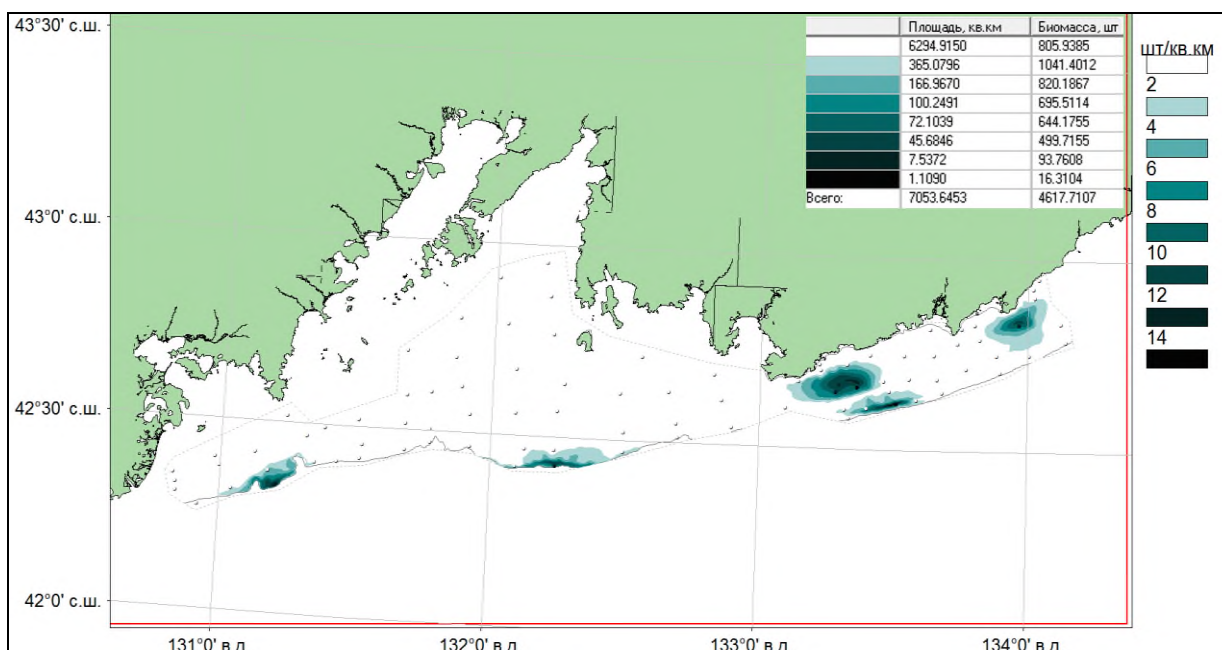 43°30' с.ш.
43°0' с.ш.
42°30' с.ш.
42°0' с.ш.
131°0' в.д.
132°0' в.д.
133°0' в.д.
134°0' в.д.
Площадь, кв.км Биомасса, шт
6294.9150 805.9385
365.0796 1041.4012
166.9670 820.1867
100.2491 695.5114
72.1039 644.1755
45.6846 499.7155
7.5372 93.7608
1.1090 16.3104
Всего: 7053.6453 4617.7107
шт/кв.км
2
4
6
8
10
12
14